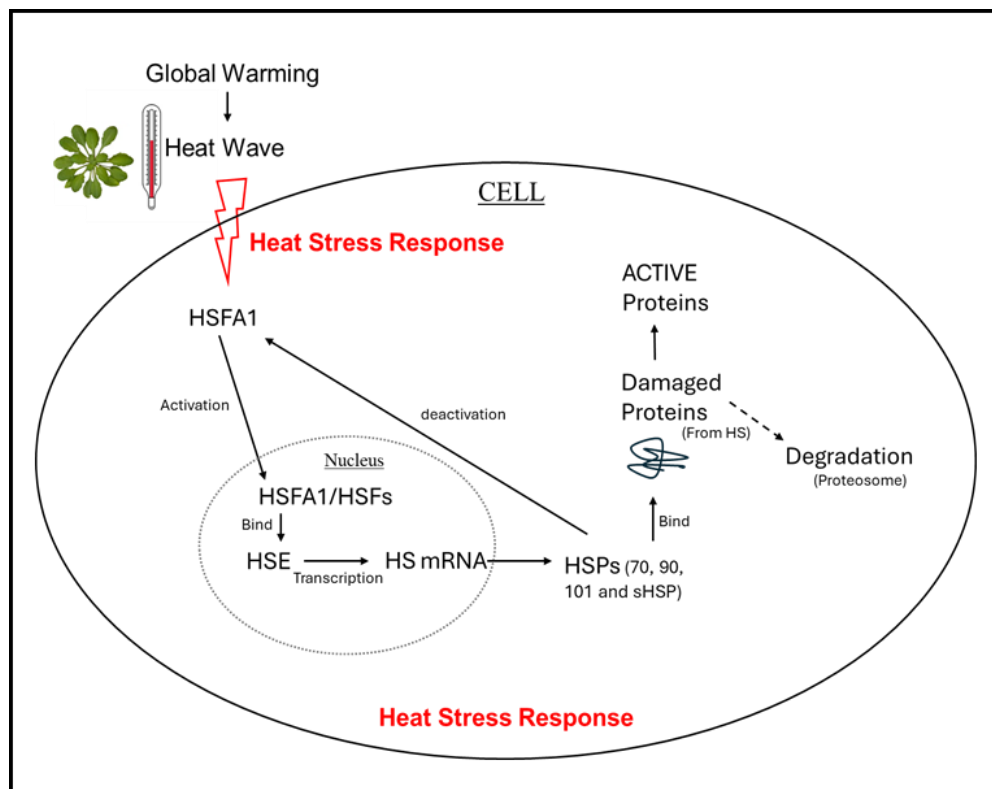 Global Warming
Heat Wave
CELL
Heat Stress Response
HSFA1
Activation
deactivation
Nucleus
HSFA1/HSFs
Bind
HSE
Transcription
HS mRNA
HSPs (70, 90,
101 and sHSP)
Bind
ACTIVE
Proteins
Damaged
Proteins
(From HS)
Degradation
(Proteosome)
Heat Stress Response